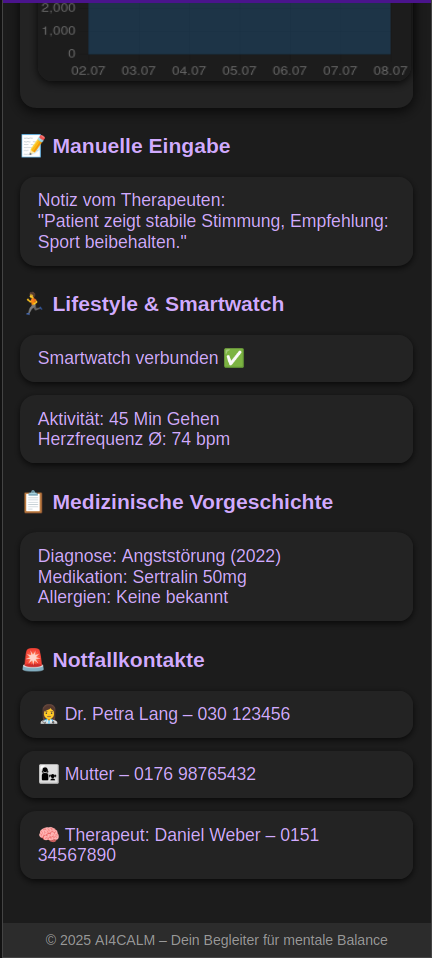 2,000
1,000
0
02.07 03.07 04.07 05.07 06.07 07.07 08.07
📝 Manuelle Eingabe
Notiz vom Therapeuten:
"Patient zeigt stabile Stimmung, Empfehlung:
Sport beibehalten."
🏃 Lifestyle & Smartwatch
Smartwatch verbunden ✅
Aktivität: 45 Min Gehen
Herzfrequenz Ø: 74 bpm
📋 Medizinische Vorgeschichte
Diagnose: Angststörung (2022)
Medikation: Sertralin 50mg
Allergien: Keine bekannt
🚨 Notfallkontakte
👩‍⚕️ Dr. Petra Lang – 030 123456
👩‍👧 Mutter – 0176 98765432
🧠 Therapeut: Daniel Weber – 0151
34567890
© 2025 AI4CALM – Dein Begleiter für mentale Balance